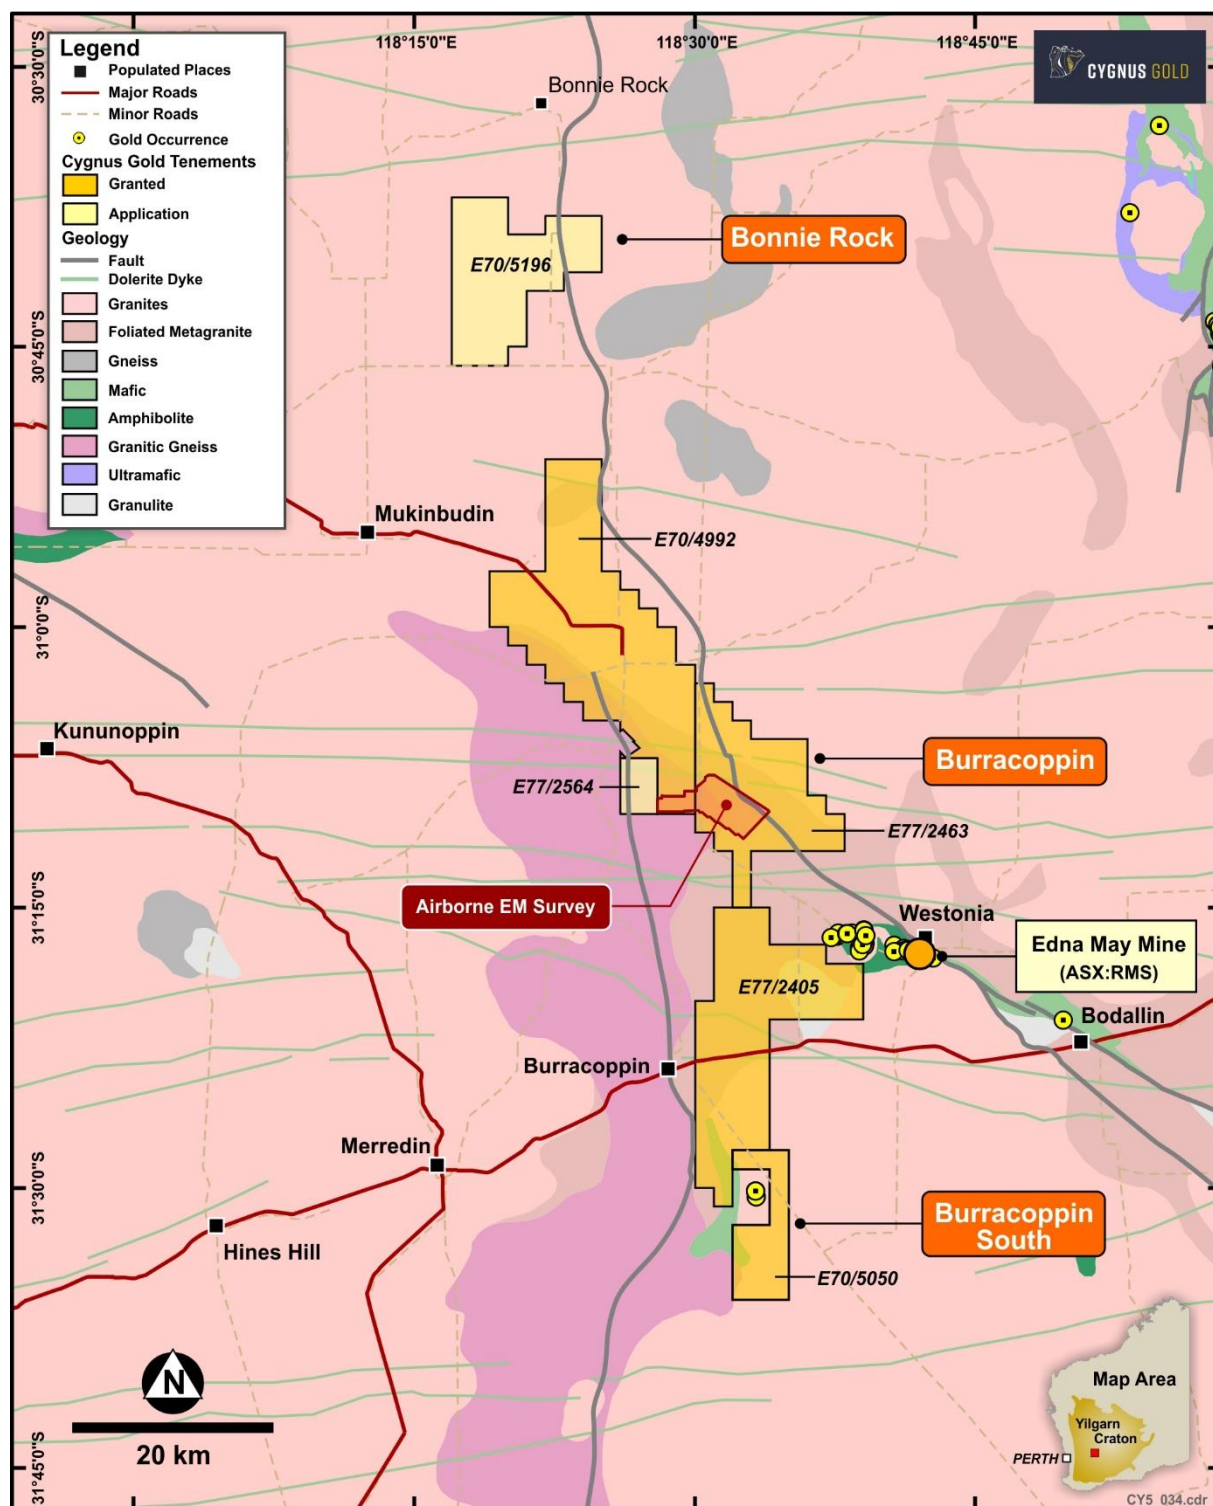 118°15'0"E
118°30'0"E
118°45'0"E
CYGNUS GOLD
Legend
Populated Places
Major Roads
Minor Roads
Gold Occurrence
Cygnus Gold Tenements
Granted
Application
Geology
Fault
Dolerite Dyke
Granites
Foliated Metagranite
Gneiss
Mafic
Amphibolite
Granitic Gneiss
Ultramafic
Granulite
30°30'0"S
30°45'0"S
31°0'0"S
31°15'0"S
31°30'0"S
31°45'0"S
Bonnie Rock
Bonnie Rock
E70/5196
Mukinbudin
E70/4992
Kununoppin
Burracoppin
E77/2564
E77/2463
Airborne EM Survey
Westonia
Edna May Mine
(ASX:RMS)
E77/2405
Bodallin
Burracoppin
Merredin
Hines Hill
Burracoppin
South
E70/5050
N
20 km
Map Area
Yilgarn
Craton
PERTH
CY5_034.cdr